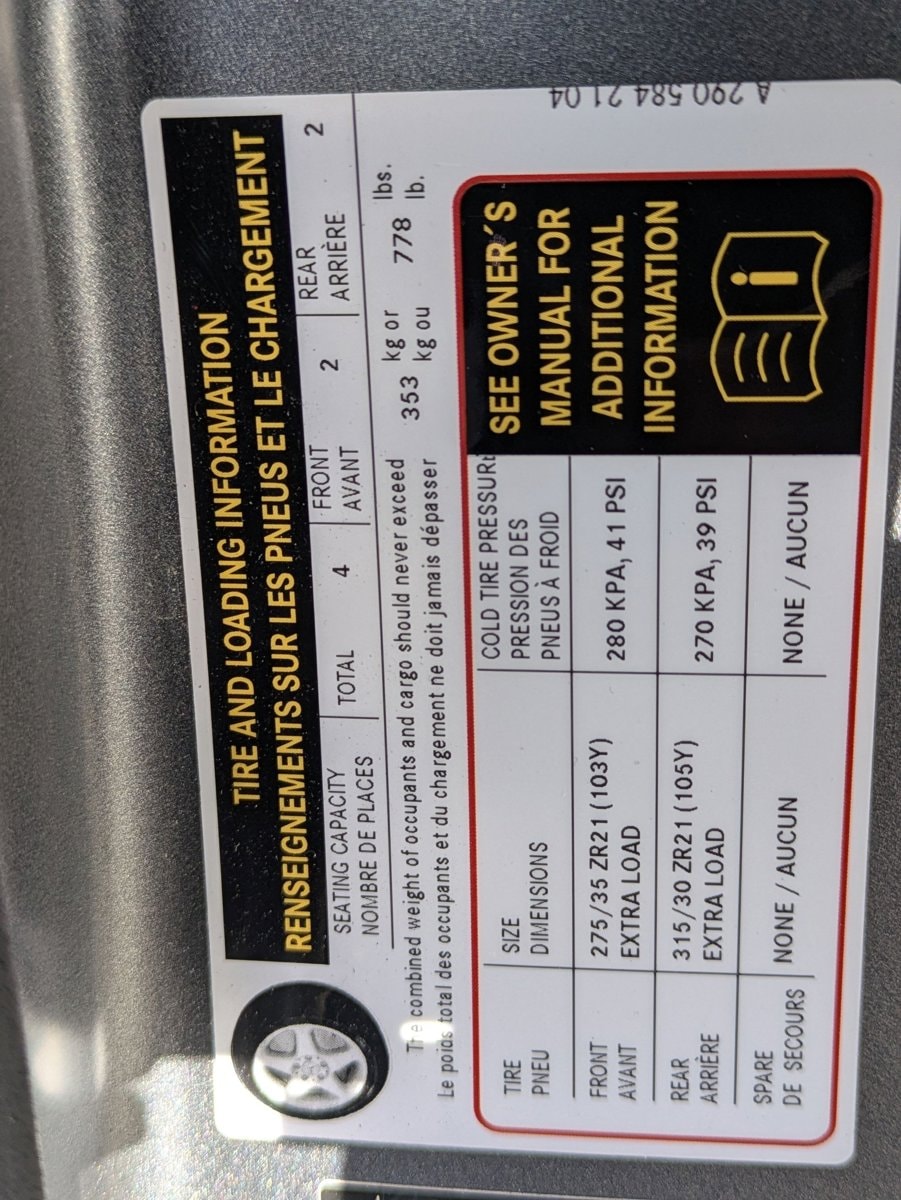 TIRE AND LOADING INFORMATION
RENSEIGNEMENTS SUR LES PNEUS ET LE CHARGEMENT
SEATING CAPACITY TOTAL 4 FRONT 2 REAR 2
NOMBRE DE PLACES AVANT ARRIÈRE
The combined weight of occupants and cargo should never exceed 353 kg or 778 lbs.
Le poids total des occupants et du chargement ne doit jamais dépasser kg ou lb.
TIRE SIZE COLD TIRE PRESSURE
PNEU DIMENSIONS PRESSION DES
PNEUS À FROID
FRONT 275/35 ZR21 (103Y) 280 KPA, 41 PSI
AVANT EXTRA LOAD
REAR 315/30 ZR21 (105Y) 270 KPA, 39 PSI
ARRIÈRE EXTRA LOAD
SPARE NONE / AUCUN NONE / AUCUN
DE SECOURS
SEE OWNER´S
MANUAL FOR
ADDITIONAL
INFORMATION
i
A 290 584 21 04